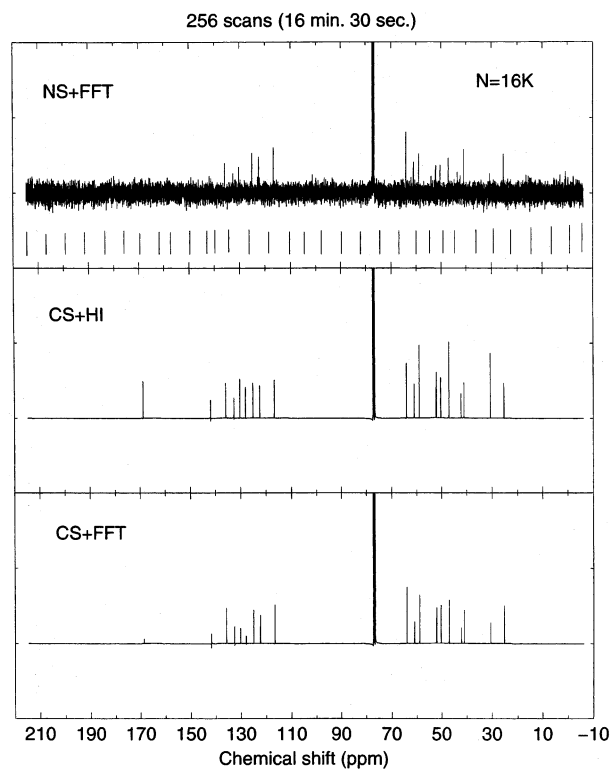 256 scans (16 min. 30 sec.)
NS+FFT
N=16K
CS+HI
CS+FFT
210 190 170 150 130 110 90 70 50 30 10 −10
Chemical shift (ppm)